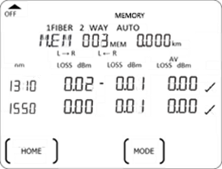 OFF
MEMORY
1FIBER 2 WAY AUTO
MEM 003 MEM 0.000 km
L → R L ← R AV
nm LOSS dBm LOSS dBm LOSS dBm
1310 0.02 - 0.01 0.00 ✓
1550 0.00 0.01 0.00 ✓
HOME MODE